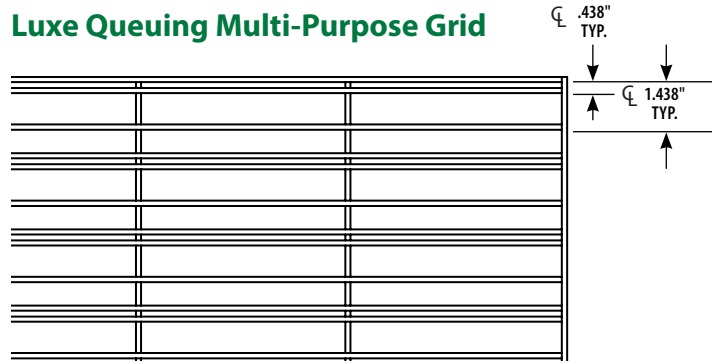 Luxe Queuing Multi-Purpose Grid
℄ .438"
TYP.
℄ 1.438"
TYP.